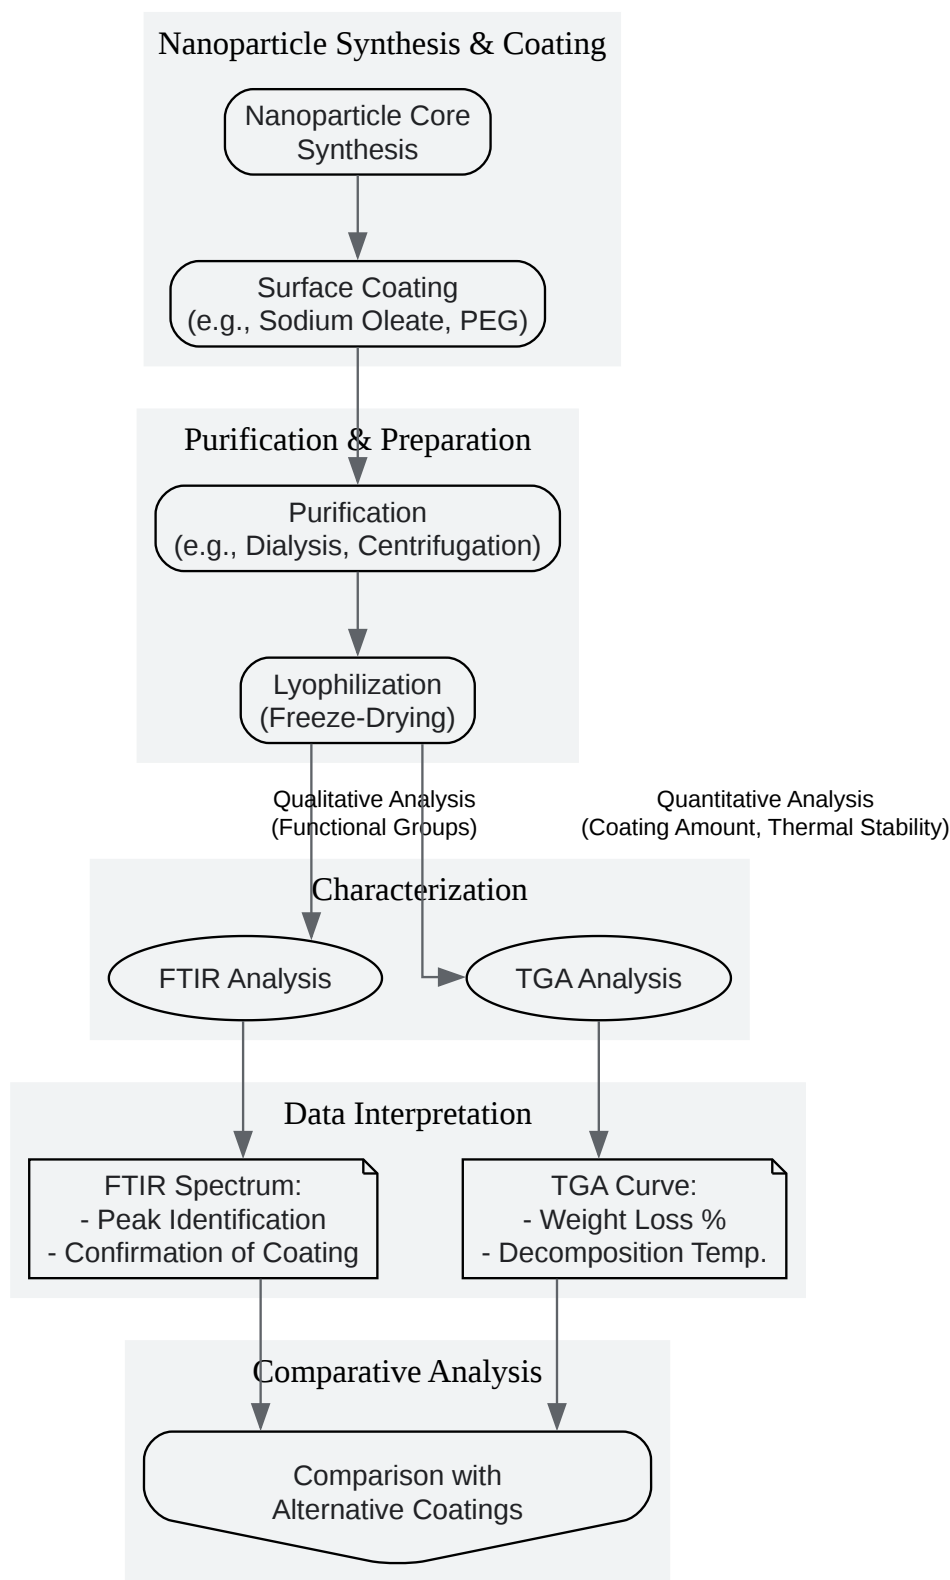 Nanoparticle Synthesis & Coating
Nanoparticle Core
Synthesis
Surface Coating
(e.g., Sodium Oleate, PEG)
Purification & Preparation
Purification
(e.g., Dialysis, Centrifugation)
Lyophilization
(Freeze-Drying)
Qualitative Analysis
(Functional Groups)
Quantitative Analysis
(Coating Amount, Thermal Stability)
Characterization
FTIR Analysis
TGA Analysis
Data Interpretation
FTIR Spectrum:
- Peak Identification
- Confirmation of Coating
TGA Curve:
- Weight Loss %
- Decomposition Temp.
Comparative Analysis
Comparison with
Alternative Coatings